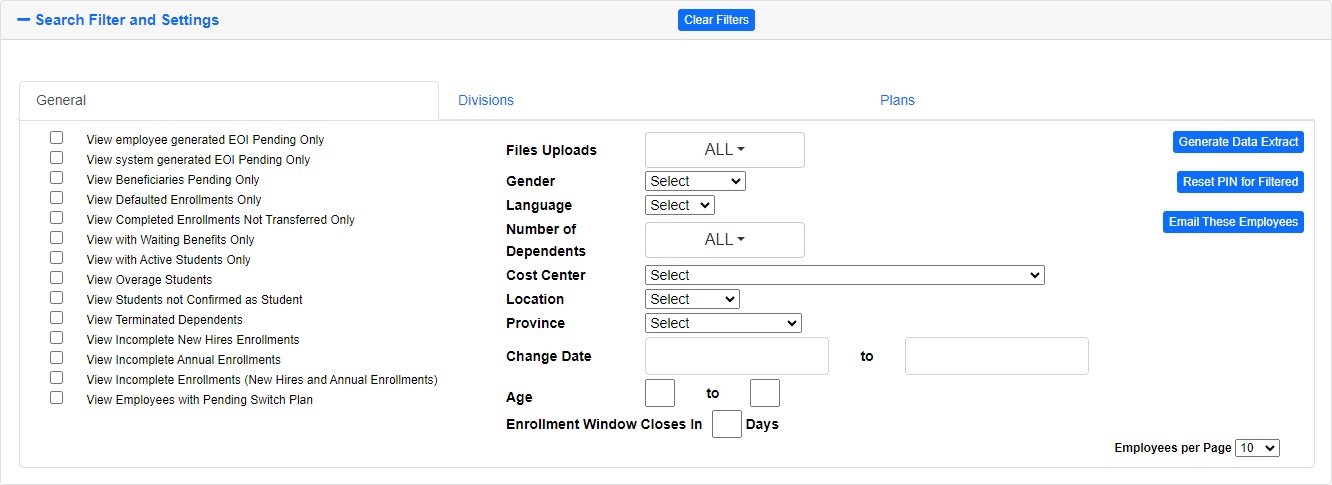 Search Filter and Settings
Clear Filters
General
Divisions
Plans
View employee generated EOI Pending Only
View system generated EOI Pending Only
View Beneficiaries Pending Only
View Defaulted Enrollments Only
View Completed Enrollments Not Transferred Only
View with Waiting Benefits Only
View with Active Students Only
View Overage Students
View Students not Confirmed as Student
View Terminated Dependents
View Incomplete New Hires Enrollments
View Incomplete Annual Enrollments
View Incomplete Enrollments (New Hires and Annual Enrollments)
View Employees with Pending Switch Plan
Files Uploads ALL
Gender Select
Language Select
Number of
Dependents ALL
Cost Center Select
Location Select
Province Select
Change Date to
Age to
Enrollment Window Closes In Days
Generate Data Extract
Reset PIN for Filtered
Email These Employees
Employees per Page 10